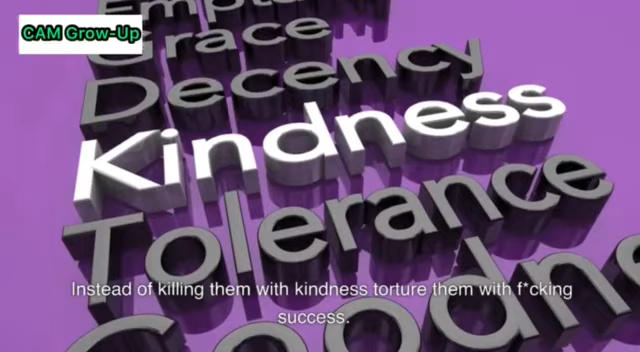 CAM Grow-Up
Grace
Decency
Kindness
Tolerance
Instead of killing them with kindness torture them with f*cking
success.